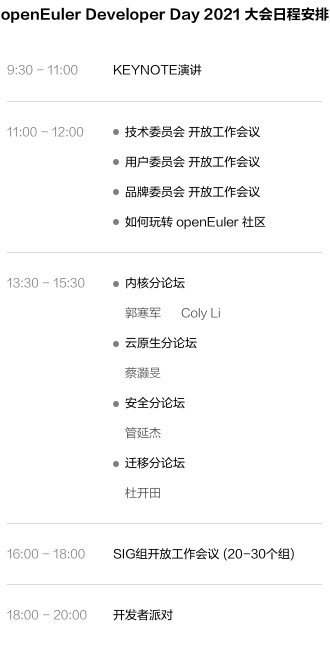 openEuler Developer Day 2021 大会日程安排
9:30 – 11:00 KEYNOTE演讲
11:00 – 12:00 ● 技术委员会 开放工作会议
● 用户委员会 开放工作会议
● 品牌委员会 开放工作会议
● 如何玩转 openEuler 社区
13:30 – 15:30 ● 内核分论坛
郭寒军 Coly Li
● 云原生分论坛
蔡灏旻
● 安全分论坛
管延杰
● 迁移分论坛
杜开田
16:00 – 18:00 SIG组开放工作会议 (20–30个组)
18:00 – 20:00 开发者派对